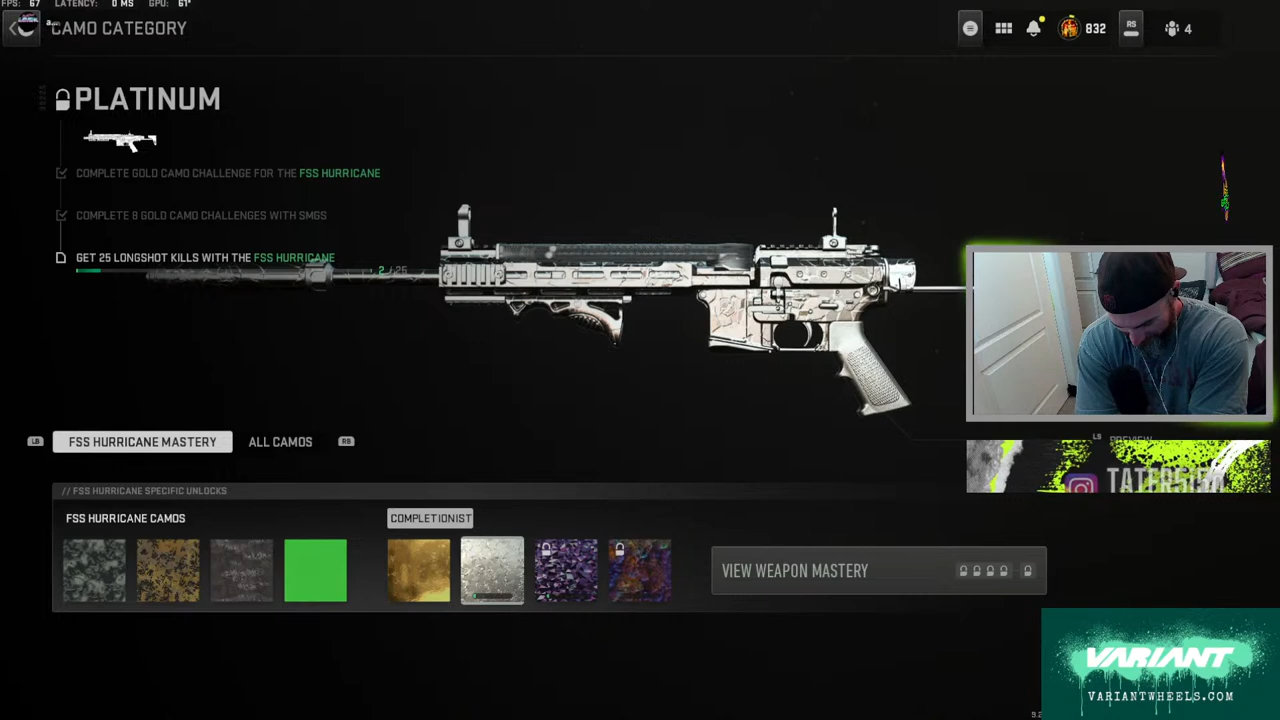 FPS: 67 LATENCY: 0 MS GPU: 61°
CAMO CATEGORY
832
RS
4
PLATINUM
COMPLETE GOLD CAMO CHALLENGE FOR THE FSS HURRICANE
COMPLETE 8 GOLD CAMO CHALLENGES WITH SMGS
GET 25 LONGSHOT KILLS WITH THE FSS HURRICANE
2 / 25
LB
FSS HURRICANE MASTERY
ALL CAMOS
RB
LS PREVIEW
// FSS HURRICANE SPECIFIC UNLOCKS
FSS HURRICANE CAMOS
COMPLETIONIST
VIEW WEAPON MASTERY
VARIANT
VARIANTWHEELS.COM